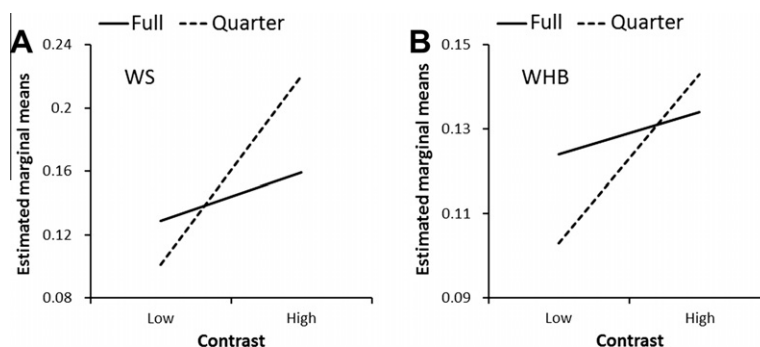 A
Full Quarter
Estimated marginal means
0.24
0.2
0.16
0.12
0.08
WS
Low High
Contrast
B
Full Quarter
Estimated marginal means
0.15
0.13
0.11
0.09
WHB
Low High
Contrast